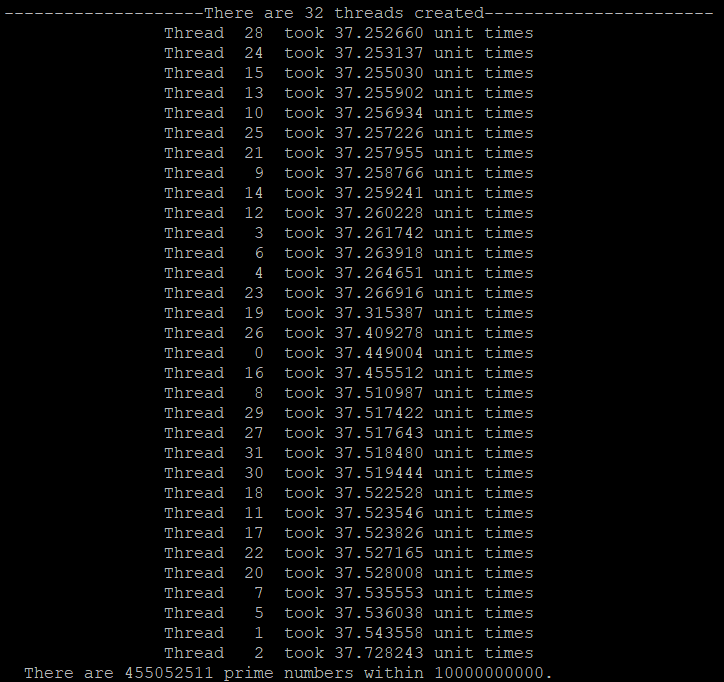 --------------------There are 32 threads created-----------------------
Thread  28  took 37.252660 unit times
Thread  24  took 37.253137 unit times
Thread  15  took 37.255030 unit times
Thread  13  took 37.255902 unit times
Thread  10  took 37.256934 unit times
Thread  25  took 37.257226 unit times
Thread  21  took 37.257955 unit times
Thread   9  took 37.258766 unit times
Thread  14  took 37.259241 unit times
Thread  12  took 37.260228 unit times
Thread   3  took 37.261742 unit times
Thread   6  took 37.263918 unit times
Thread   4  took 37.264651 unit times
Thread  23  took 37.266916 unit times
Thread  19  took 37.315387 unit times
Thread  26  took 37.409278 unit times
Thread   0  took 37.449004 unit times
Thread  16  took 37.455512 unit times
Thread   8  took 37.510987 unit times
Thread  29  took 37.517422 unit times
Thread  27  took 37.517643 unit times
Thread  31  took 37.518480 unit times
Thread  30  took 37.519444 unit times
Thread  18  took 37.522528 unit times
Thread  11  took 37.523546 unit times
Thread  17  took 37.523826 unit times
Thread  22  took 37.527165 unit times
Thread  20  took 37.528008 unit times
Thread   7  took 37.535553 unit times
Thread   5  took 37.536038 unit times
Thread   1  took 37.543558 unit times
Thread   2  took 37.728243 unit times
There are 455052511 prime numbers within 10000000000.